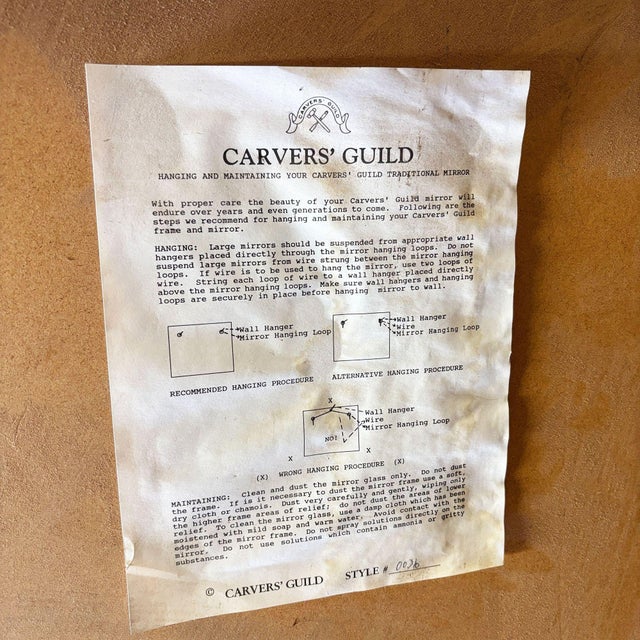 CARVERS' GUILD
CARVERS' GUILD
HANGING AND MAINTAINING YOUR CARVERS' GUILD TRADITIONAL MIRROR
With proper care the beauty of your Carvers' Guild mirror will
endure over years and even generations to come. Following are the
steps we recommend for hanging and maintaining your Carvers' Guild
frame and mirror.
HANGING: Large mirrors should be suspended from appropriate wall
hangers placed directly through the mirror hanging loops. Do not
suspend large mirrors from wire strung between the mirror hanging
loops. If wire is to be used to hang the mirror, use two loops of
wire. String each loop of wire to a wall hanger placed directly
above the mirror hanging loops. Make sure wall hangers and hanging
loops are securely in place before hanging mirror to wall.
Wall Hanger
Mirror Hanging Loop
RECOMMENDED HANGING PROCEDURE
Wall Hanger
Wire
Mirror Hanging Loop
ALTERNATIVE HANGING PROCEDURE
X
Wall Hanger
Wire
Mirror Hanging Loop
NO!
X X
(X) WRONG HANGING PROCEDURE (X)
MAINTAINING: Clean and dust the mirror glass only. Do not dust
the frame. If it is necessary to dust the mirror frame use a soft,
dry cloth or chamois. Dust very carefully and gently, wiping only
the higher frame areas of relief; do not dust the areas of lower
relief. To clean the mirror glass, use a damp cloth which has been
moistened with mild soap and warm water. Avoid contact with the
edges of the mirror frame. Do not spray solutions directly on the
mirror. Do not use solutions which contain ammonia or gritty
substances.
© CARVERS' GUILD STYLE # 0036